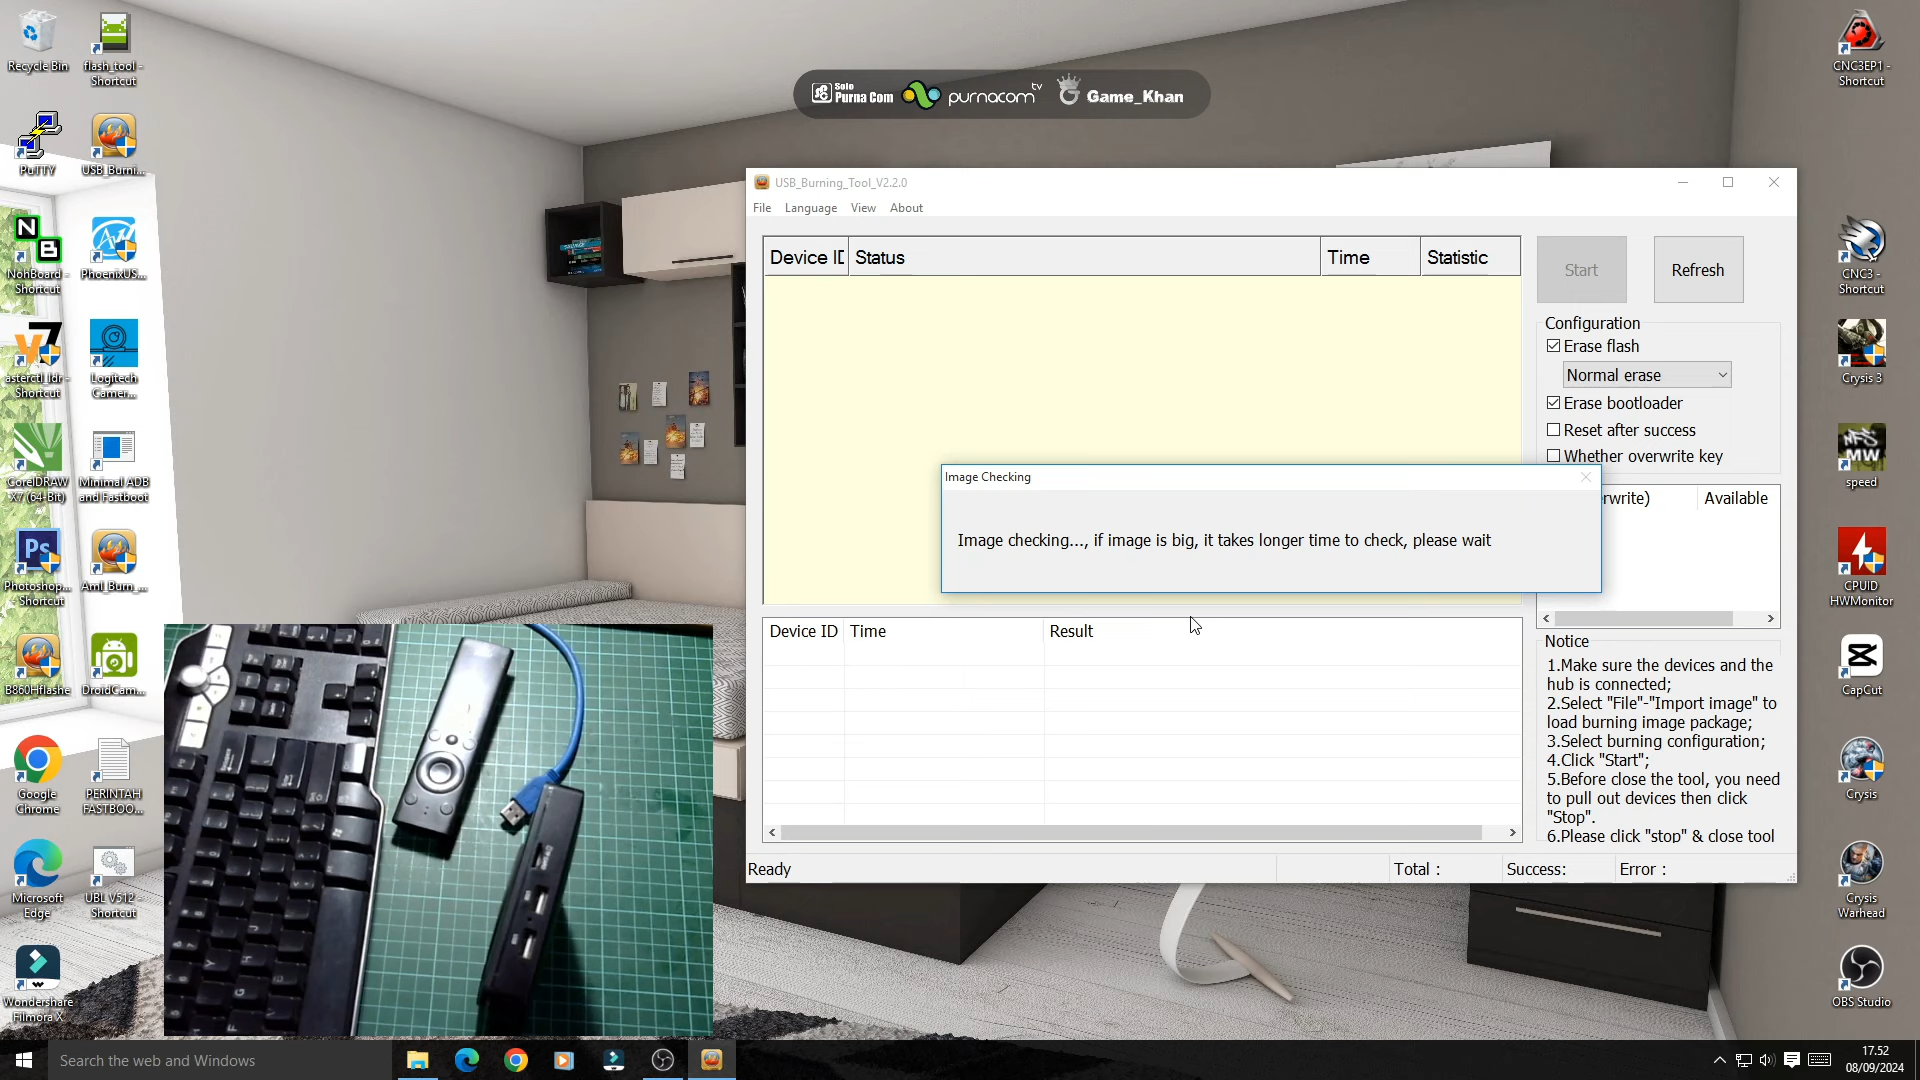 Recycle Bin
flash_tool -
Shortcut
PuTTY
USB_Burni...
NohBoard -
Shortcut
PhoenixUS...
asterctl_ldr -
Shortcut
Logitech
Gamer...
CorelDRAW
X7 (64-Bit)
Minimal ADB
and Fastboot
Photoshop...
- Shortcut
Aml_Burn_...
B860Hflashe
DroidCam...
Google
Chrome
PERINTAH
FASTBOO...
Microsoft
Edge
UBL V512 -
Shortcut
Wondershare
Filmora X
Solo
Purna Com
purnacom tv
Game_Khan
USB_Burning_Tool_V2.2.0
File Language View About
Device ID Status Time Statistic
Start Refresh
Configuration
Erase flash
Normal erase
Erase bootloader
Reset after success
Whether overwrite key
rwrite) Available
Image Checking
Image checking..., if image is big, it takes longer time to check, please wait
Device ID Time Result
Notice
1.Make sure the devices and the
hub is connected;
2.Select "File"-"Import image" to
load burning image package;
3.Select burning configuration;
4.Click "Start";
5.Before close the tool, you need
to pull out devices then click
"Stop".
6.Please click "stop" & close tool
Ready Total : Success: Error :
CNC3EP1 -
Shortcut
CNC3 -
Shortcut
Crysis 3
NFS
MW
speed
CPUID
HWMonitor
CapCut
Crysis
Crysis
Warhead
OBS Studio
Search the web and Windows
17.52
08/09/2024